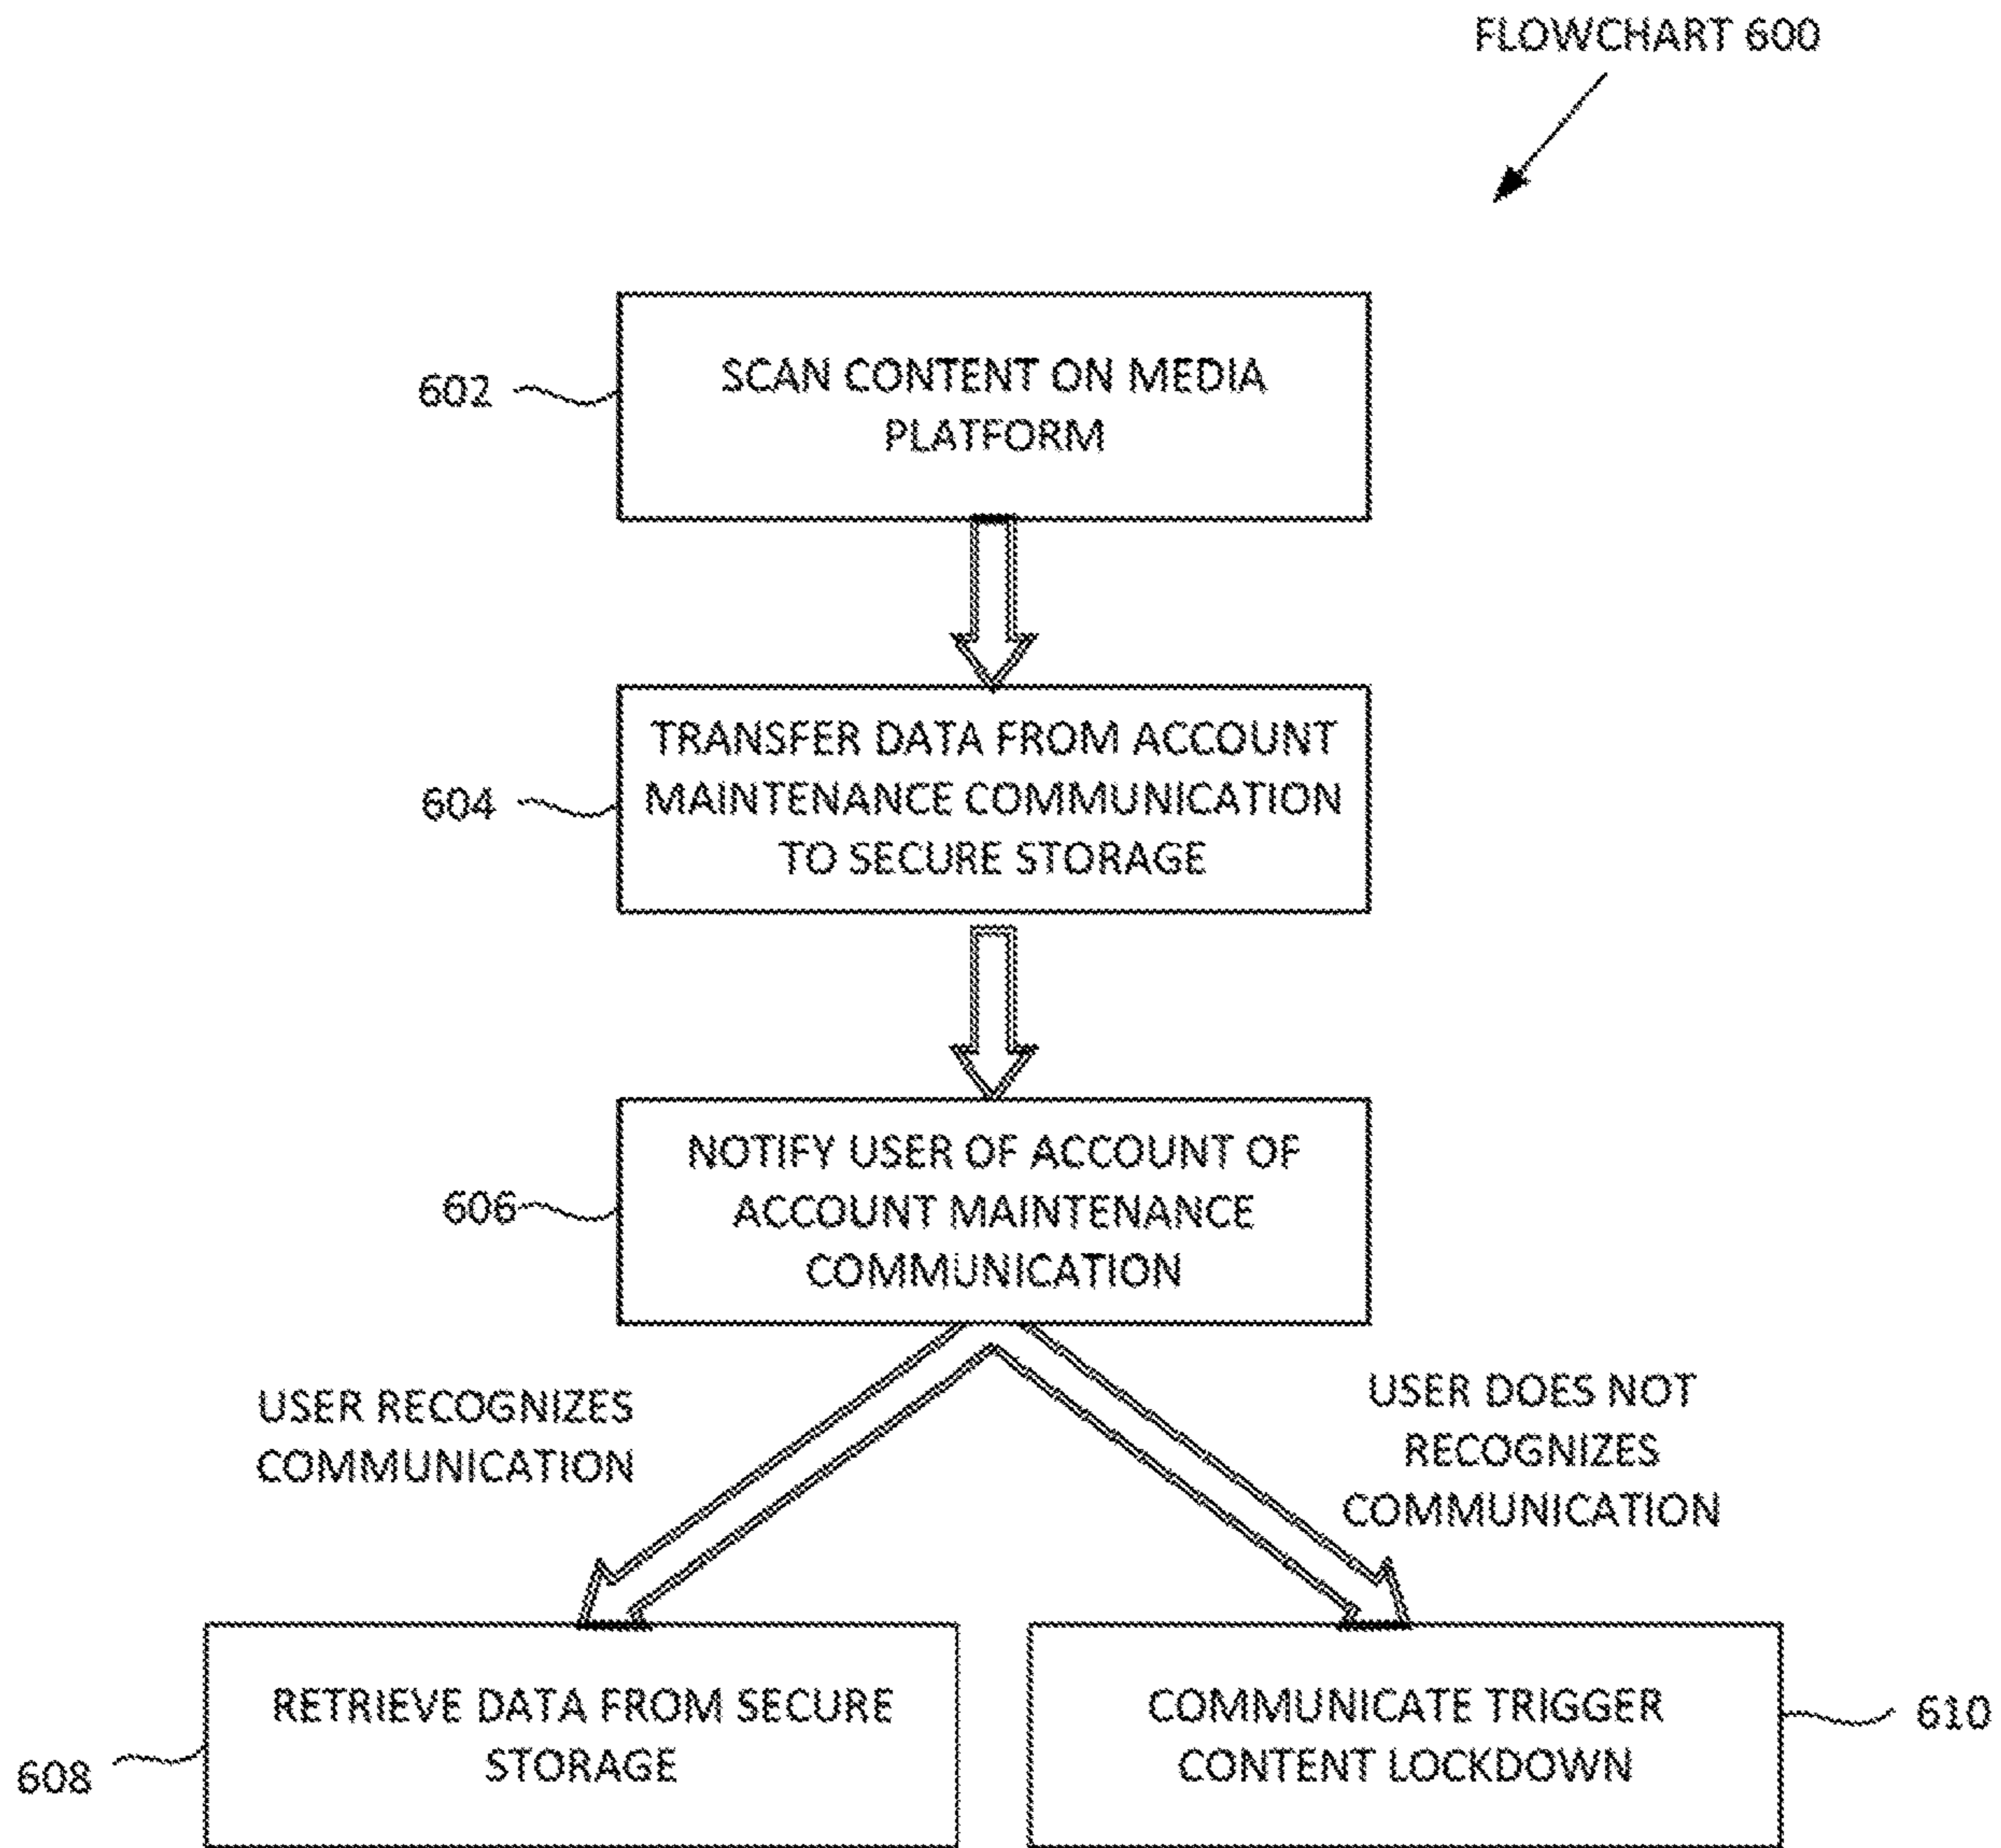 FLOWCHART 600
602
SCAN CONTENT ON MEDIA
PLATFORM
604
TRANSFER DATA FROM ACCOUNT
MAINTENANCE COMMUNICATION
TO SECURE STORAGE
606
NOTIFY USER OF ACCOUNT OF
ACCOUNT MAINTENANCE
COMMUNICATION
USER RECOGNIZES
COMMUNICATION
USER DOES NOT
RECOGNIZES
COMMUNICATION
608
RETRIEVE DATA FROM SECURE
STORAGE
COMMUNICATE TRIGGER
CONTENT LOCKDOWN
610